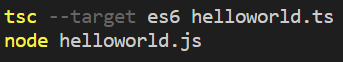 tsc --target es6 helloworld.ts
node helloworld.js